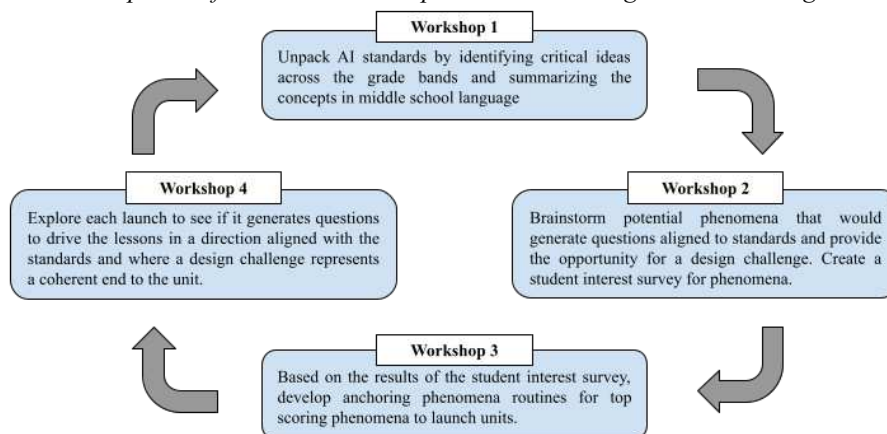 Workshop 1
Unpack AI standards by identifying critical ideas
across the grade bands and summarizing the
concepts in middle school language
Workshop 4
Explore each launch to see if it generates questions
to drive the lessons in a direction aligned with the
standards and where a design challenge represents
a coherent end to the unit.
Workshop 2
Brainstorm potential phenomena that would
generate questions aligned to standards and provide
the opportunity for a design challenge. Create a
student interest survey for phenomena.
Workshop 3
Based on the results of the student interest survey,
develop anchoring phenomena routines for top
scoring phenomena to launch units.